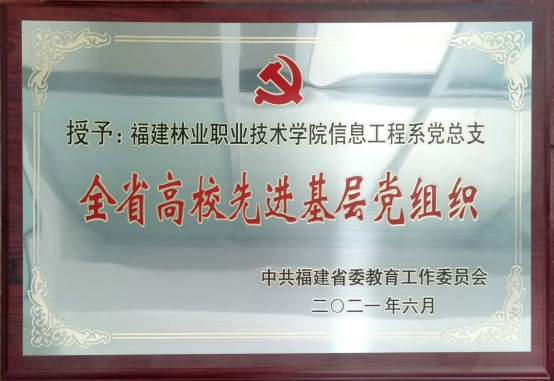 授予：福建林业职业技术学院信息工程系党总支
全省高校先进基层党组织
中共福建省委教育工作委员会
二〇二一年六月